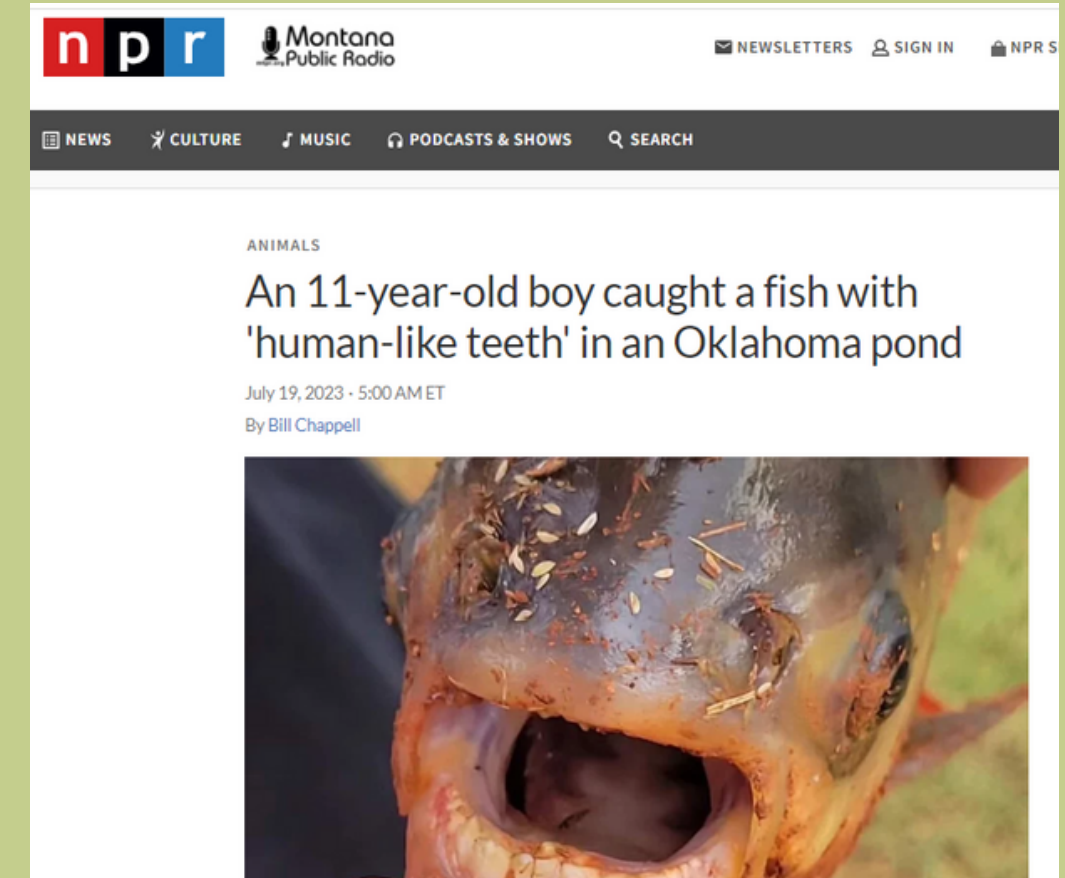 npr
Montana
Public Radio
NEWSLETTERS
SIGN IN
NPR S
NEWS
CULTURE
MUSIC
PODCASTS & SHOWS
SEARCH
ANIMALS
An 11-year-old boy caught a fish with
'human-like teeth' in an Oklahoma pond
July 19, 2023 · 5:00 AM ET
By Bill Chappell